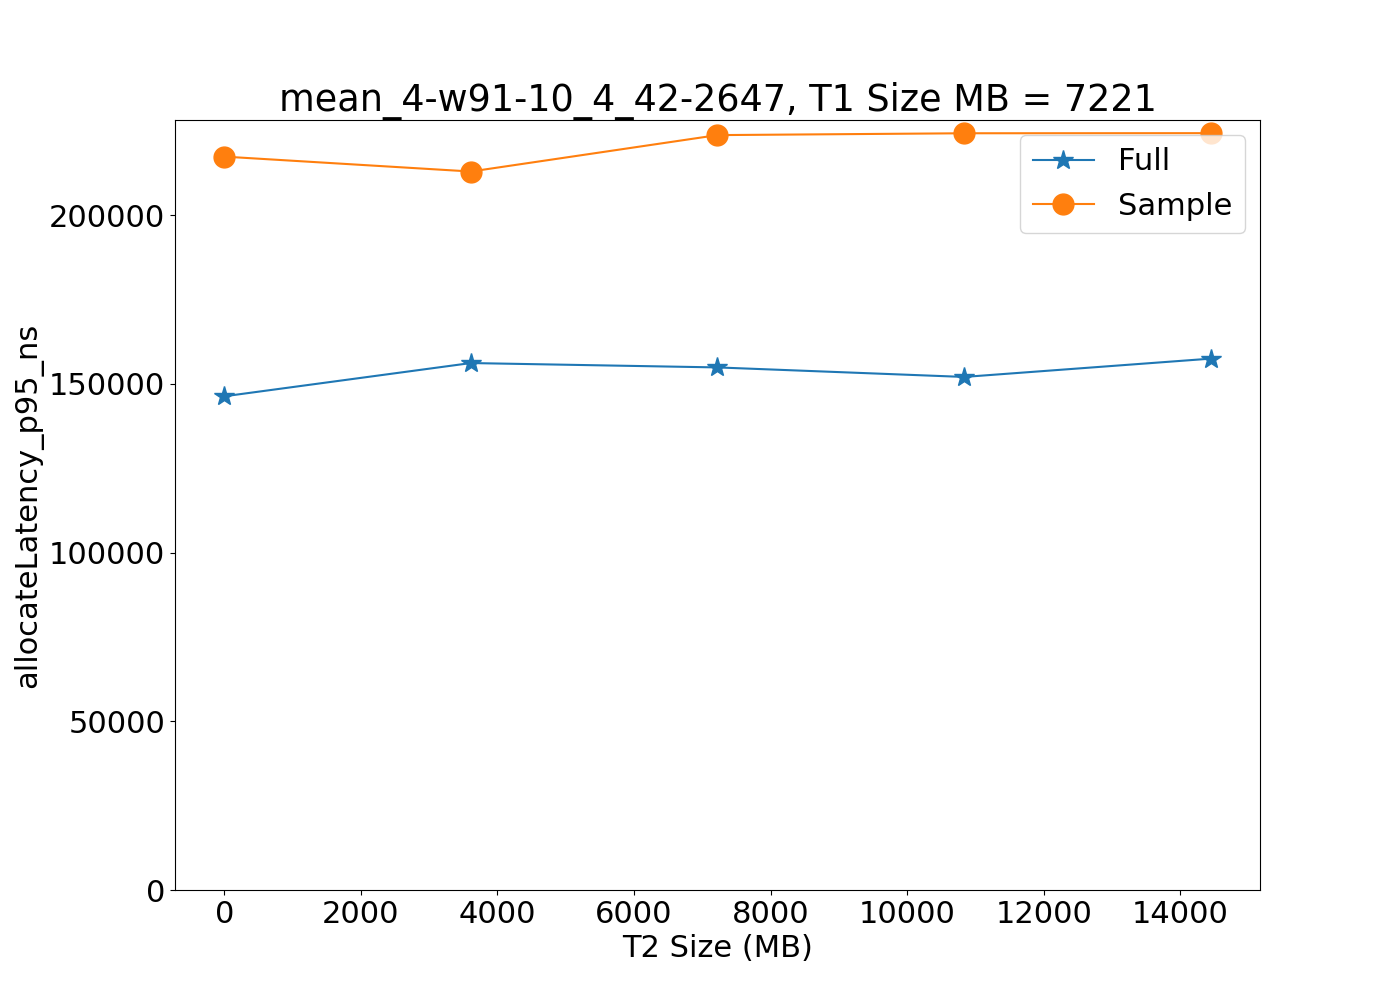 mean_4-w91-10_4_42-2647, T1 Size MB = 7221
Full
Sample
allocateLatency_p95_ns
200000
150000
100000
50000
0
0 2000 4000 6000 8000 10000 12000 14000
T2 Size (MB)